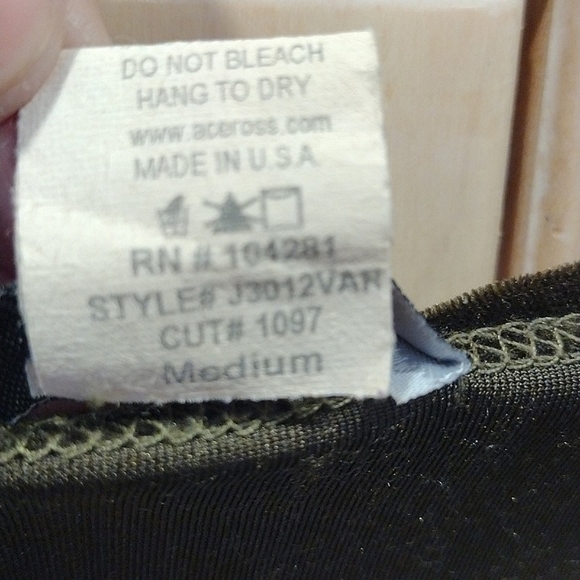 DO NOT BLEACH
HANG TO DRY
www.aceross.com
MADE IN U.S.A
RN # 104281
STYLE# J3012VAR
CUT# 1097
Medium